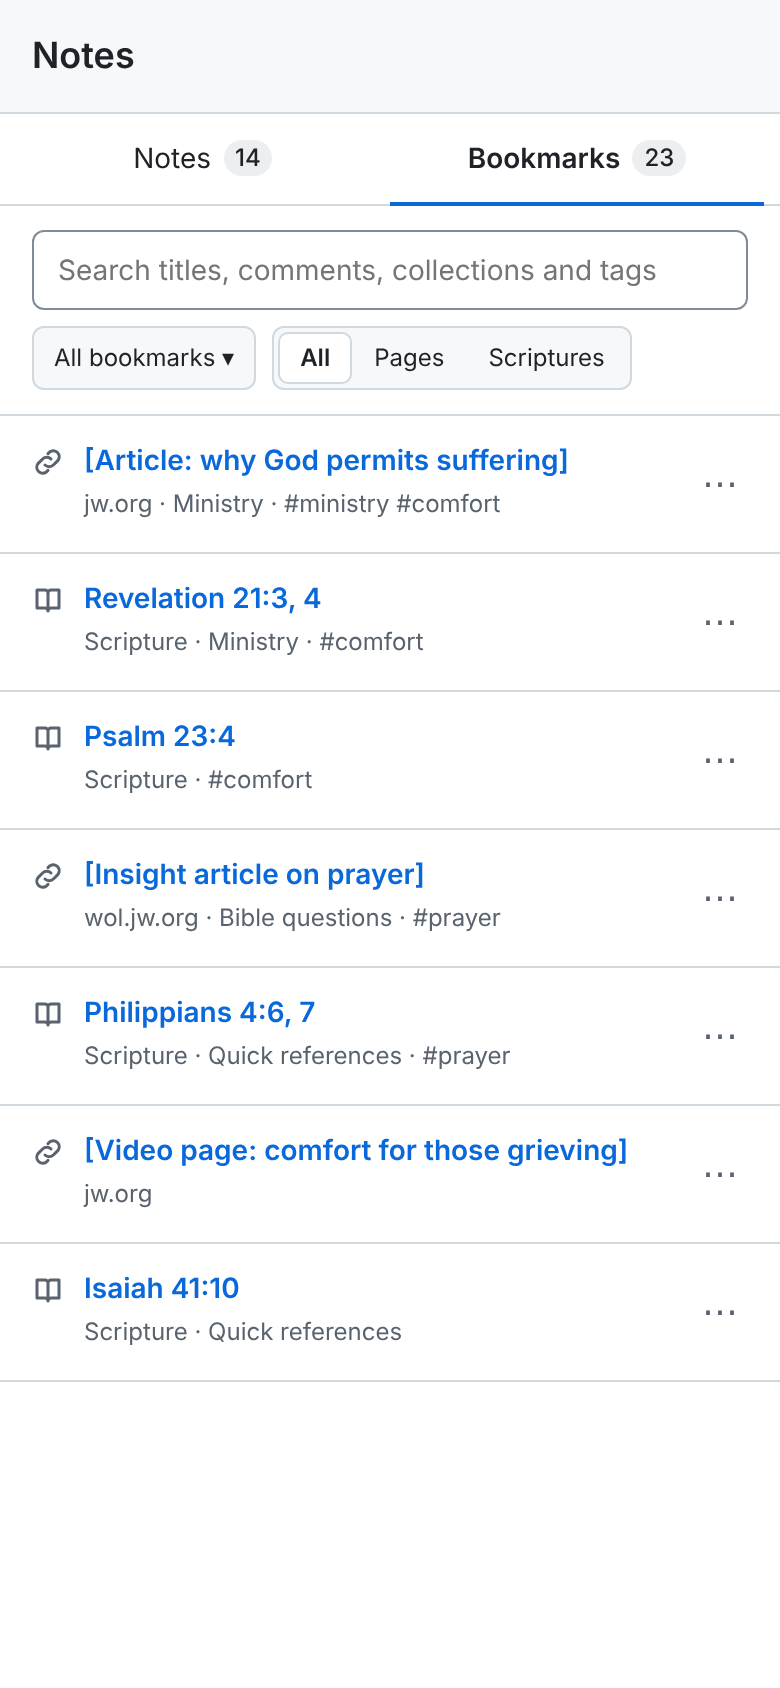 Notes
Notes 14
Bookmarks 23
Search titles, comments, collections and tags
All bookmarks ▾
All Pages Scriptures
[Article: why God permits suffering]
jw.org · Ministry · #ministry #comfort
...
Revelation 21:3, 4
Scripture · Ministry · #comfort
...
Psalm 23:4
Scripture · #comfort
...
[Insight article on prayer]
wol.jw.org · Bible questions · #prayer
...
Philippians 4:6, 7
Scripture · Quick references · #prayer
...
[Video page: comfort for those grieving]
jw.org
...
Isaiah 41:10
Scripture · Quick references
...